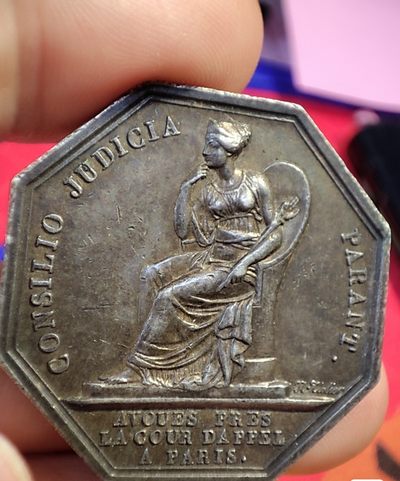 CONSILIO JUDICIA PARANT.
AVOUES PRES
LA COUR D'APPEL
A PARIS.